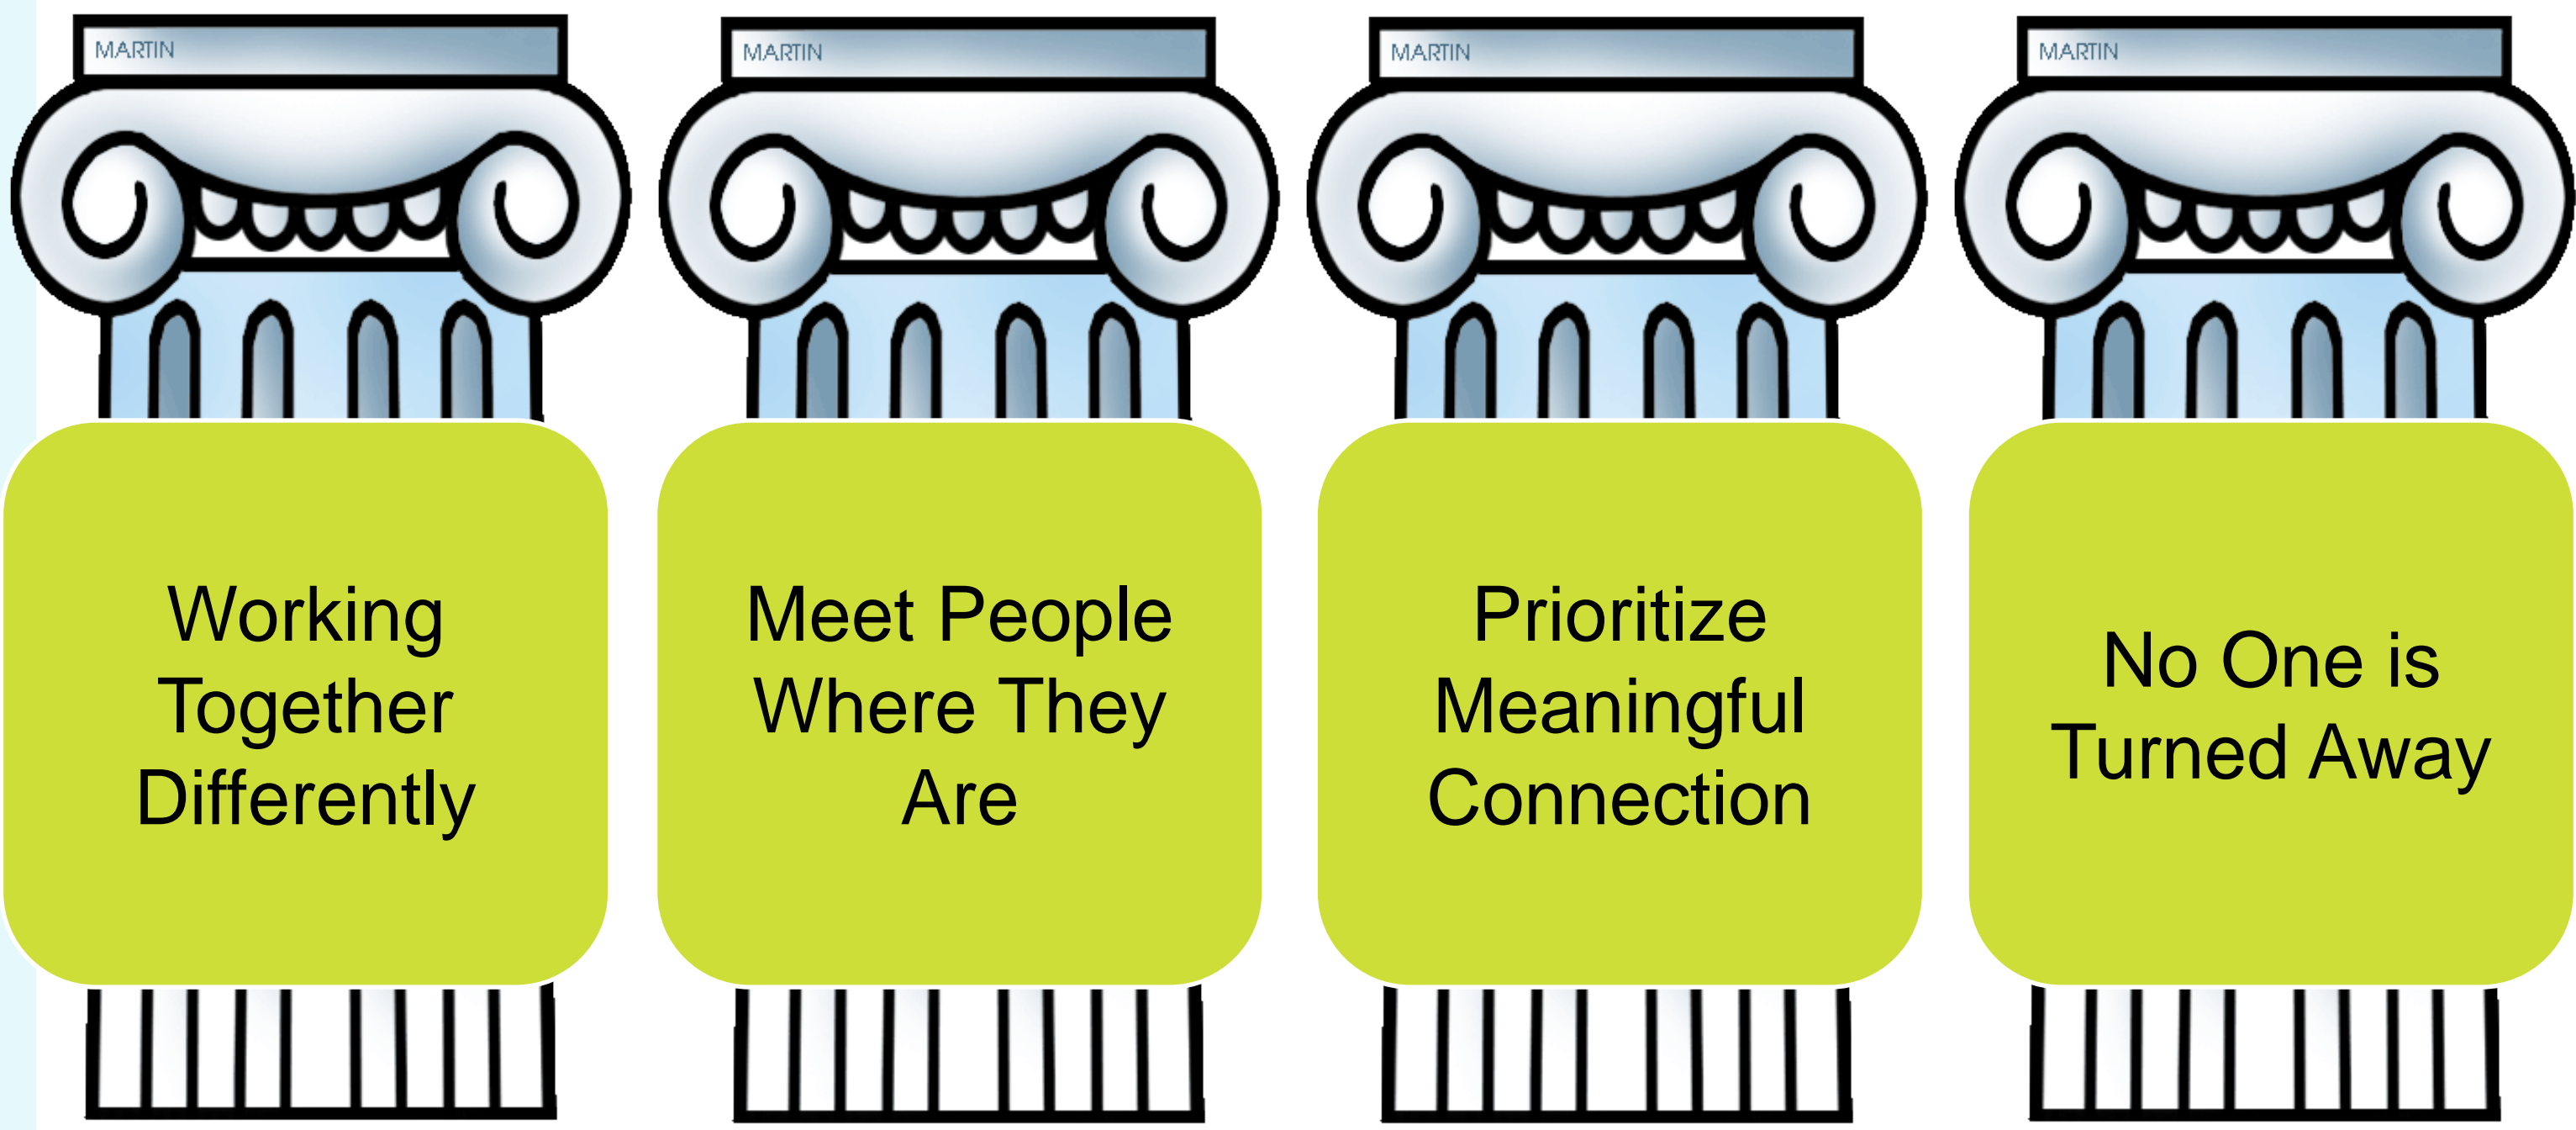 MARTIN
MARTIN
MARTIN
MARTIN
Working
Together
Differently
Meet People
Where They
Are
Prioritize
Meaningful
Connection
No One is
Turned Away